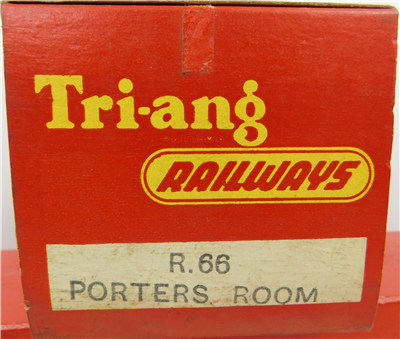 Tri-ang
RAILWAYS
R.66
PORTERS ROOM